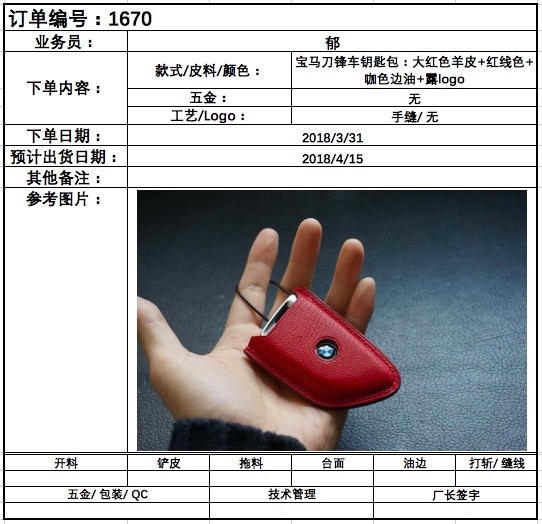 订单编号：1670
业务员： 郁
下单内容： 款式/皮料/颜色： 宝马刀锋车钥匙包：大红色羊皮+红线色+
咖色边油+露logo
五金： 无
工艺/Logo： 手缝/ 无
下单日期： 2018/3/31
预计出货日期： 2018/4/15
其他备注：
参考图片：
开料 铲皮 拖料 台面 油边 打斩/ 缝线
五金/ 包装/ QC 技术管理 厂长签字